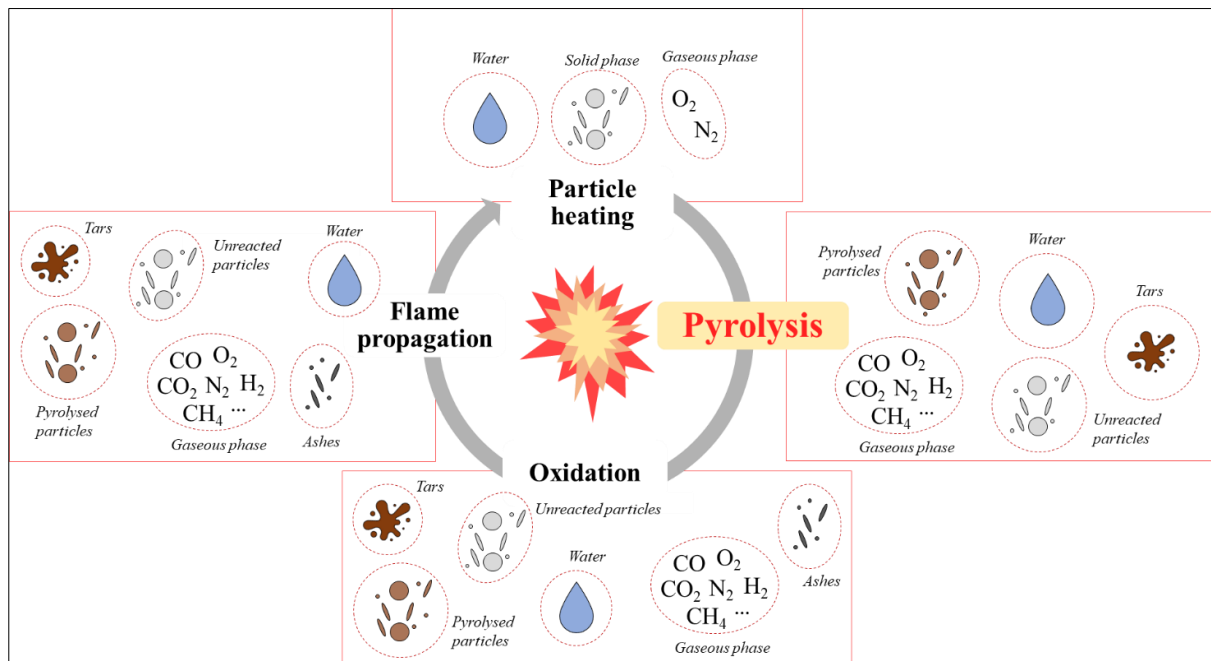 Water
Solid phase
Gaseous phase
O₂
N₂
Particle
heating
Tars
Unreacted
particles
Water
Flame
propagation
CO O₂
CO₂ N₂ H₂
CH₄ ...
Pyrolysed
particles
Gaseous phase
Ashes
Pyrolysis
Pyrolysed
particles
Water
Tars
CO O₂
CO₂ N₂ H₂
CH₄ ...
Gaseous phase
Unreacted
particles
Oxidation
Tars
Unreacted particles
Water
CO O₂
CO₂ N₂ H₂
CH₄ ...
Ashes
Pyrolysed
particles
Gaseous phase